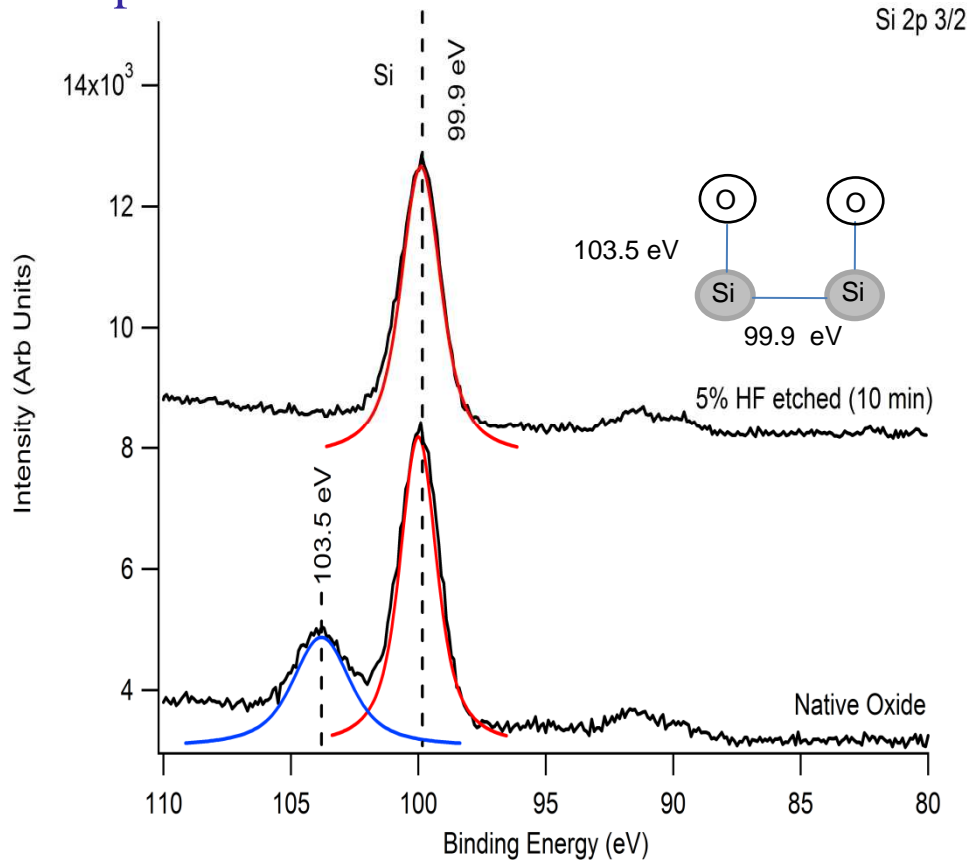 Si 2p 3/2
14x10³
Si
99.9 eV
12
O
O
103.5 eV
Intensity (Arb Units)
10
Si
Si
99.9 eV
5% HF etched (10 min)
8
103.5 eV
6
4
Native Oxide
110
105
100
95
90
85
80
Binding Energy (eV)